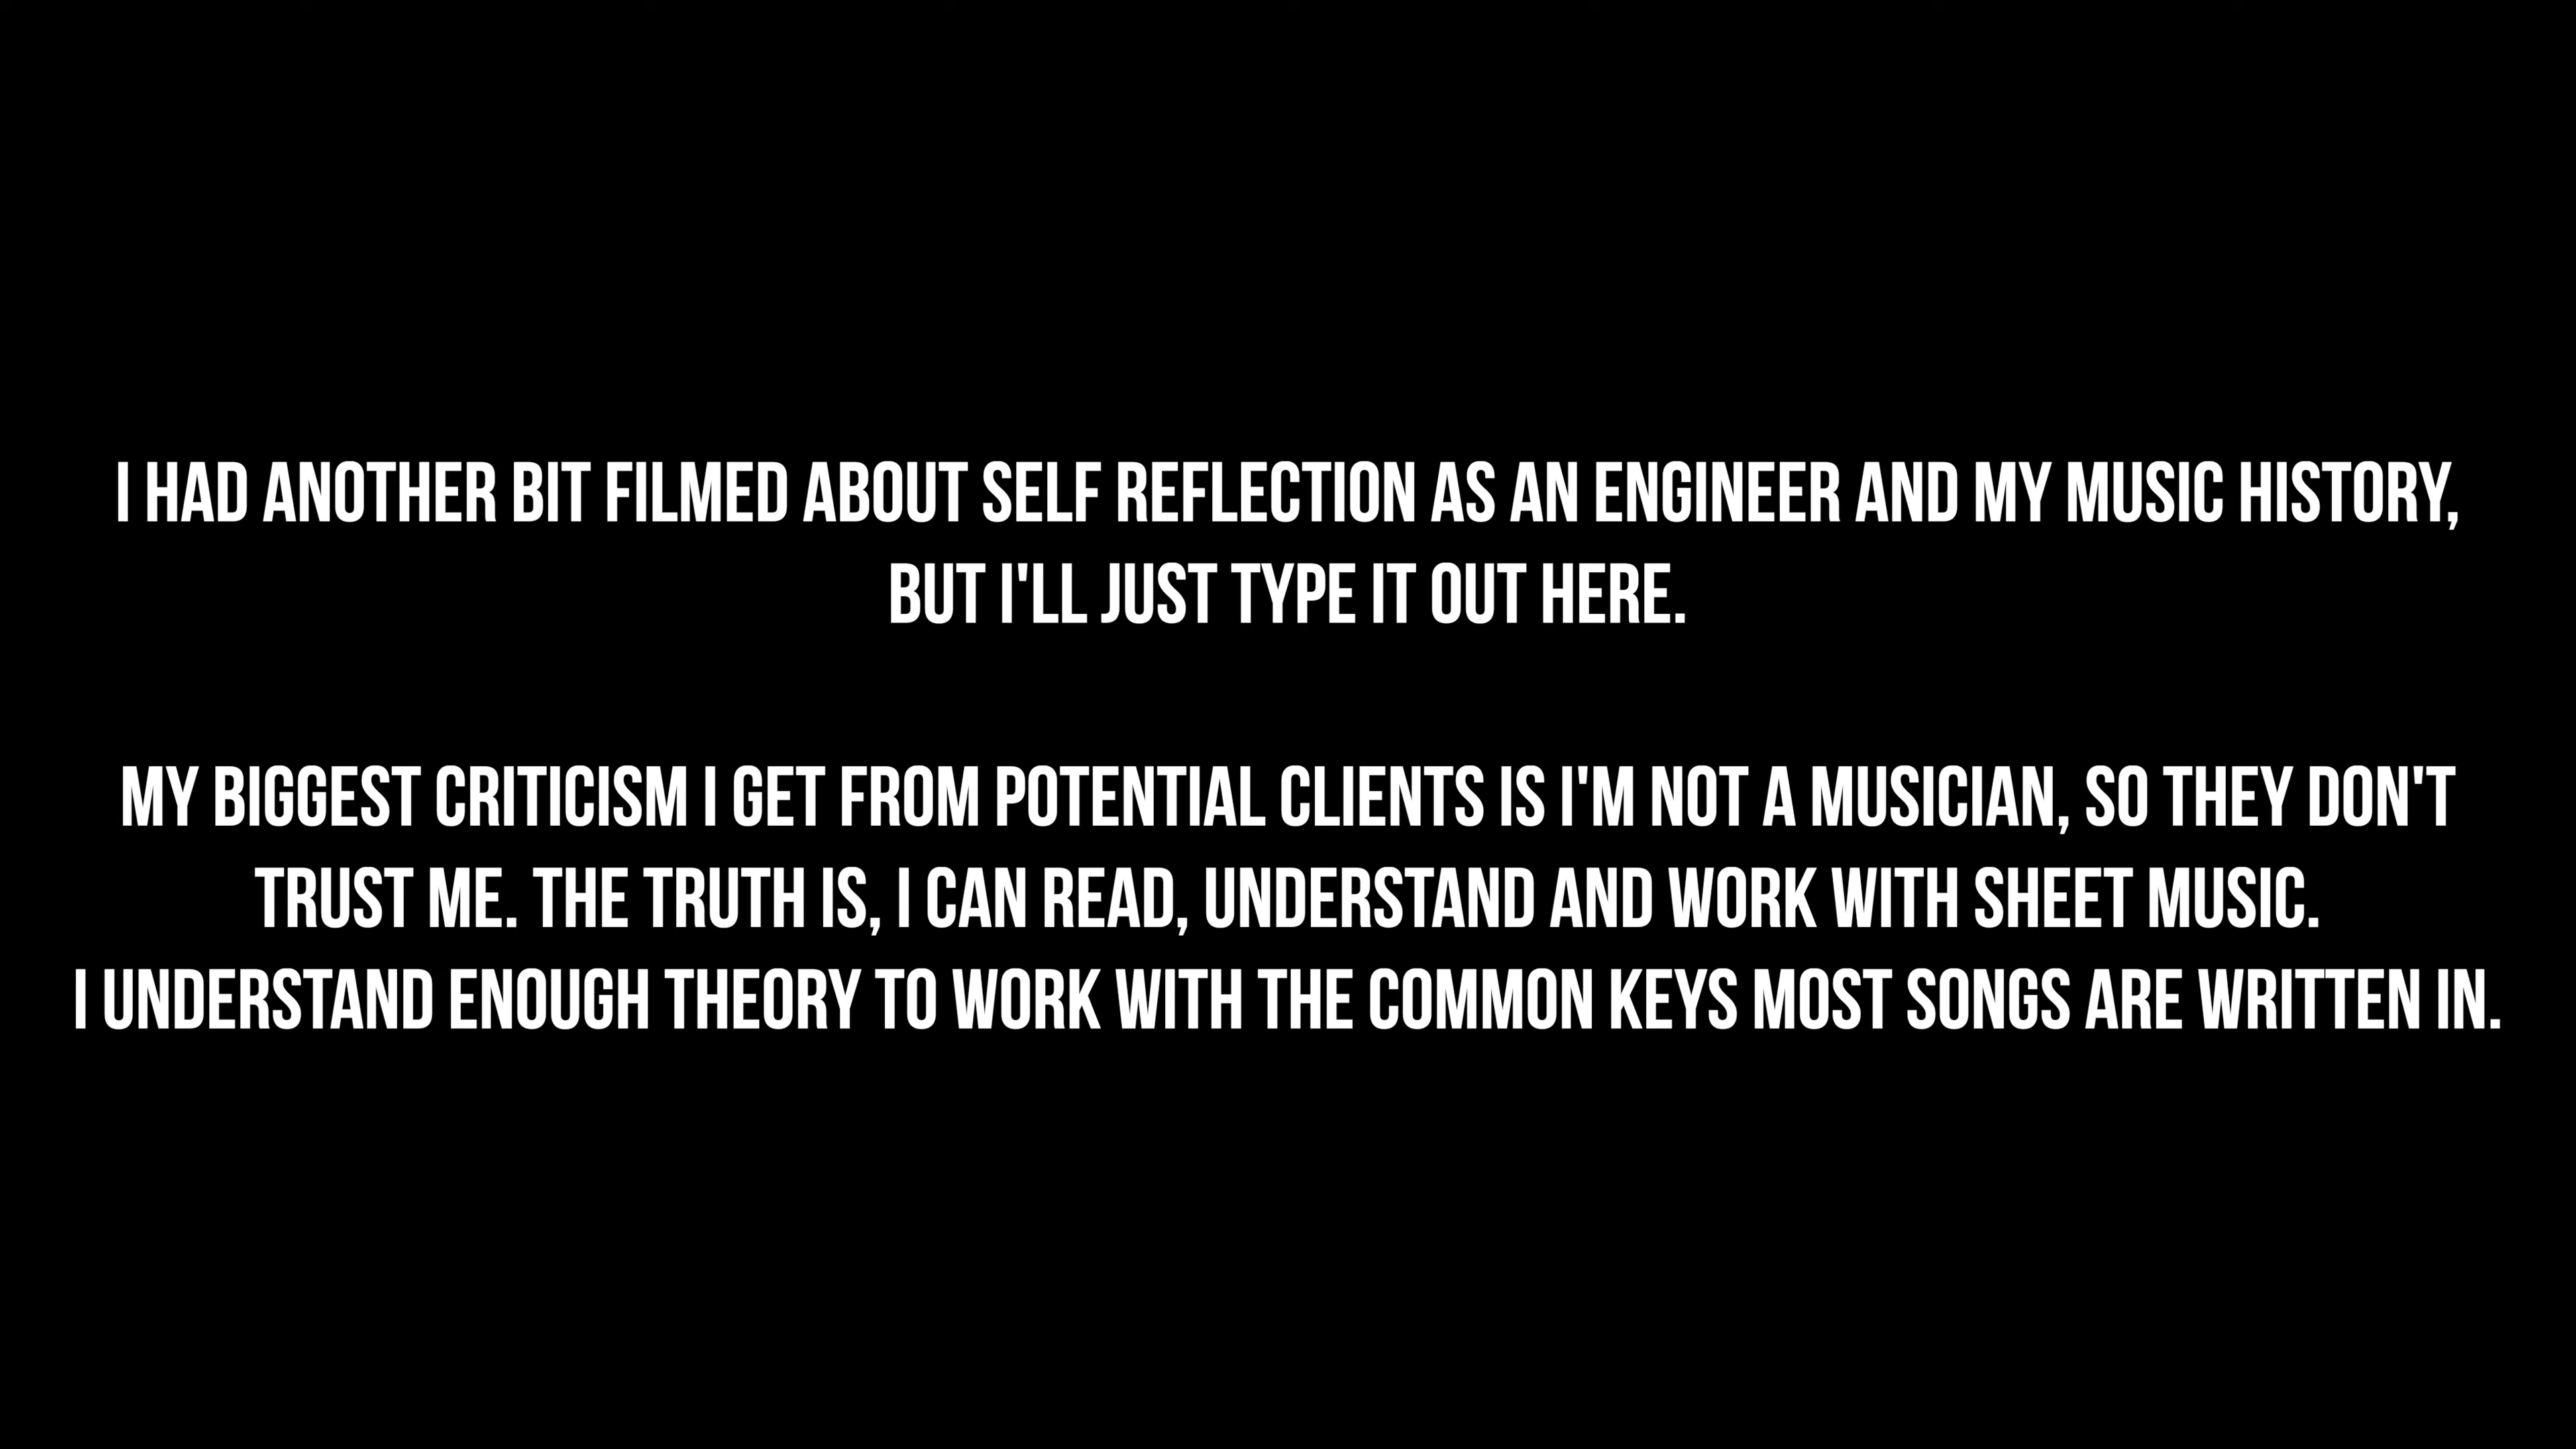 I HAD ANOTHER BIT FILMED ABOUT SELF REFLECTION AS AN ENGINEER AND MY MUSIC HISTORY,
BUT I'LL JUST TYPE IT OUT HERE.
MY BIGGEST CRITICISM I GET FROM POTENTIAL CLIENTS IS I'M NOT A MUSICIAN, SO THEY DON'T
TRUST ME. THE TRUTH IS, I CAN READ, UNDERSTAND AND WORK WITH SHEET MUSIC.
I UNDERSTAND ENOUGH THEORY TO WORK WITH THE COMMON KEYS MOST SONGS ARE WRITTEN IN.